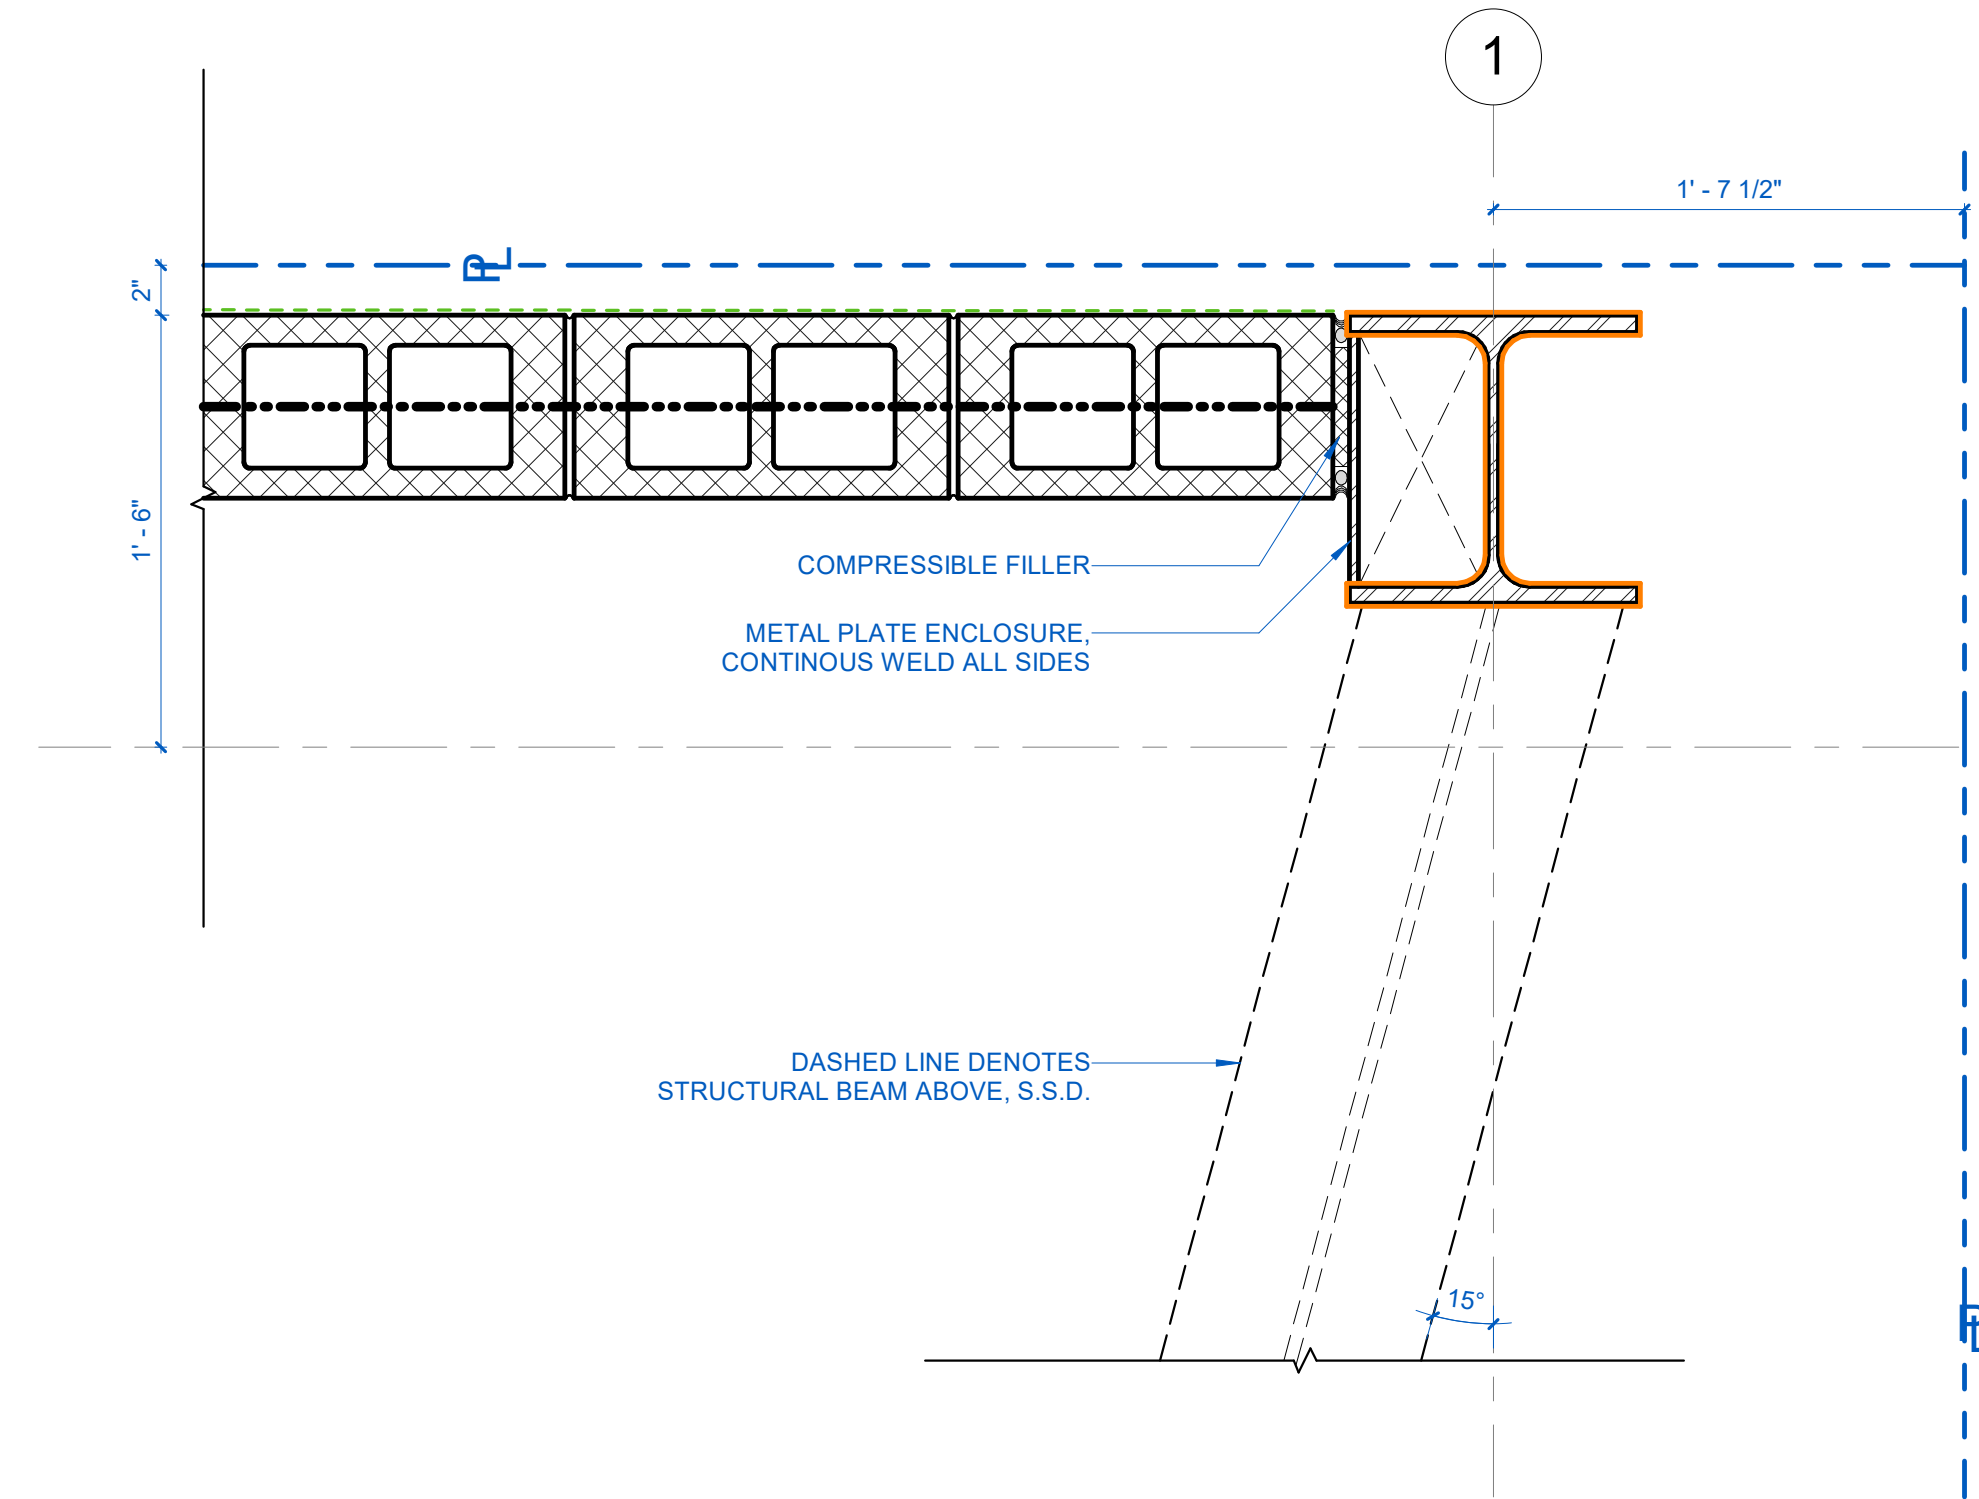 1
1' - 7 1/2"
PL
2"
1' - 6"
COMPRESSIBLE FILLER
METAL PLATE ENCLOSURE,
CONTINOUS WELD ALL SIDES
DASHED LINE DENOTES
STRUCTURAL BEAM ABOVE, S.S.D.
15°
PL